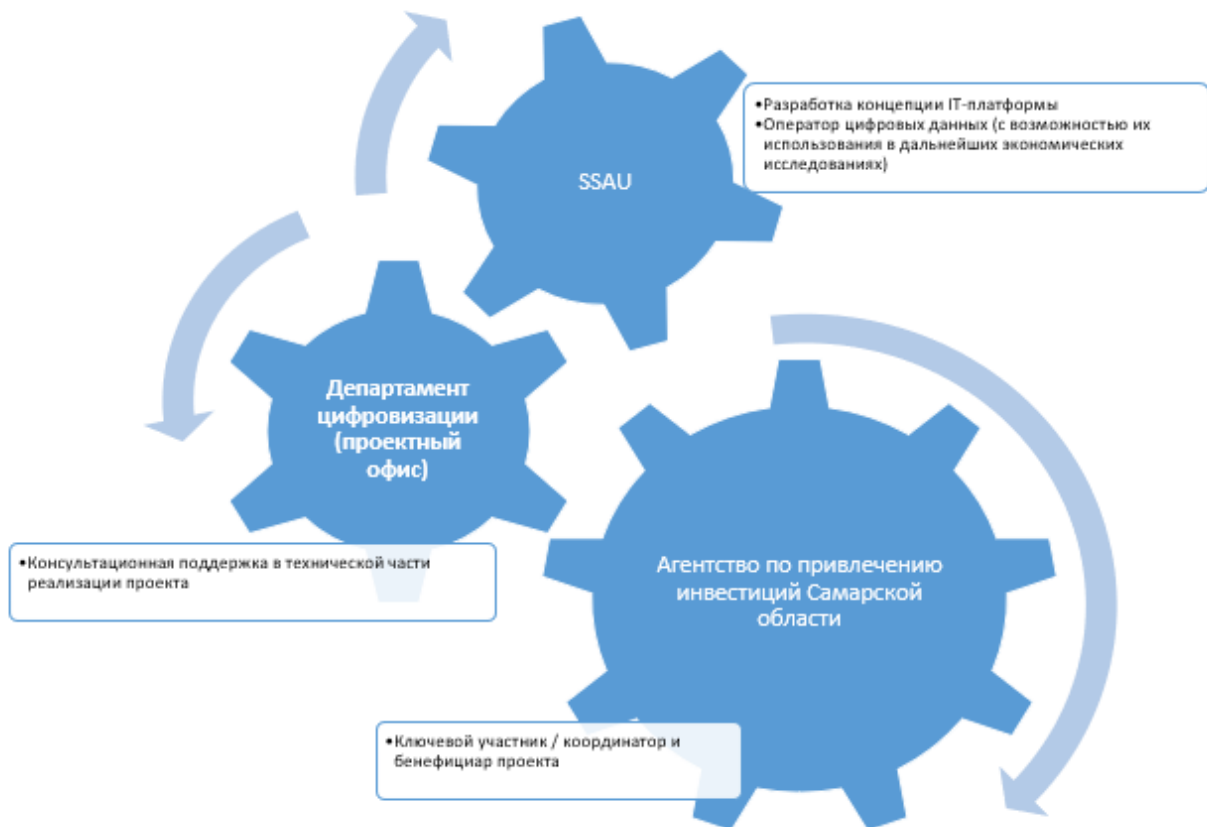 •Разработка концепции IT-платформы
•Оператор цифровых данных (с возможностью их
использования в дальнейших экономических
исследованиях)
SSAU
Департамент
цифровизации
(проектный
офис)
•Консультационная поддержка в технической части
реализации проекта
Агентство по привлечению
инвестиций Самарской
области
•Ключевой участник / координатор и
бенефициар проекта